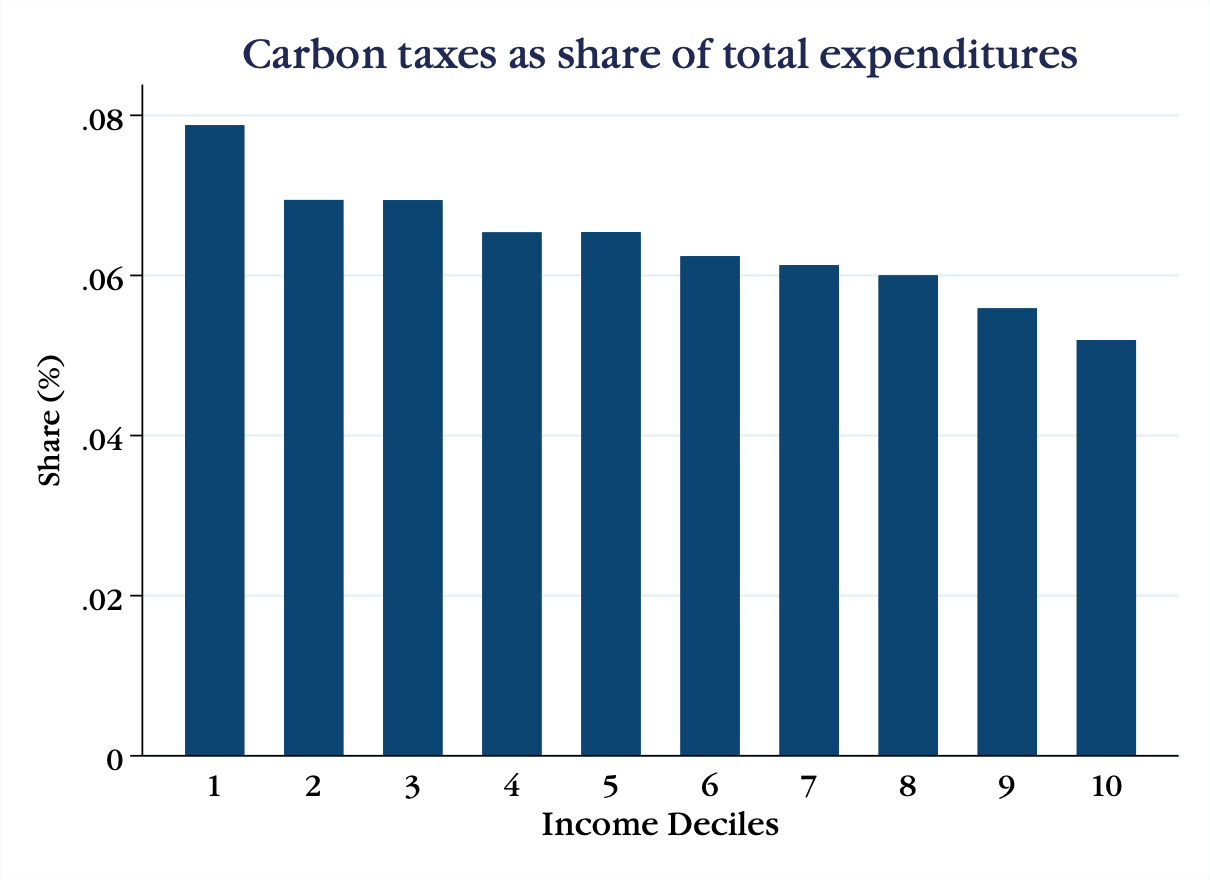 Carbon taxes as share of total expenditures
.08
.06
.04
.02
0
Share (%)
1 2 3 4 5 6 7 8 9 10
Income Deciles